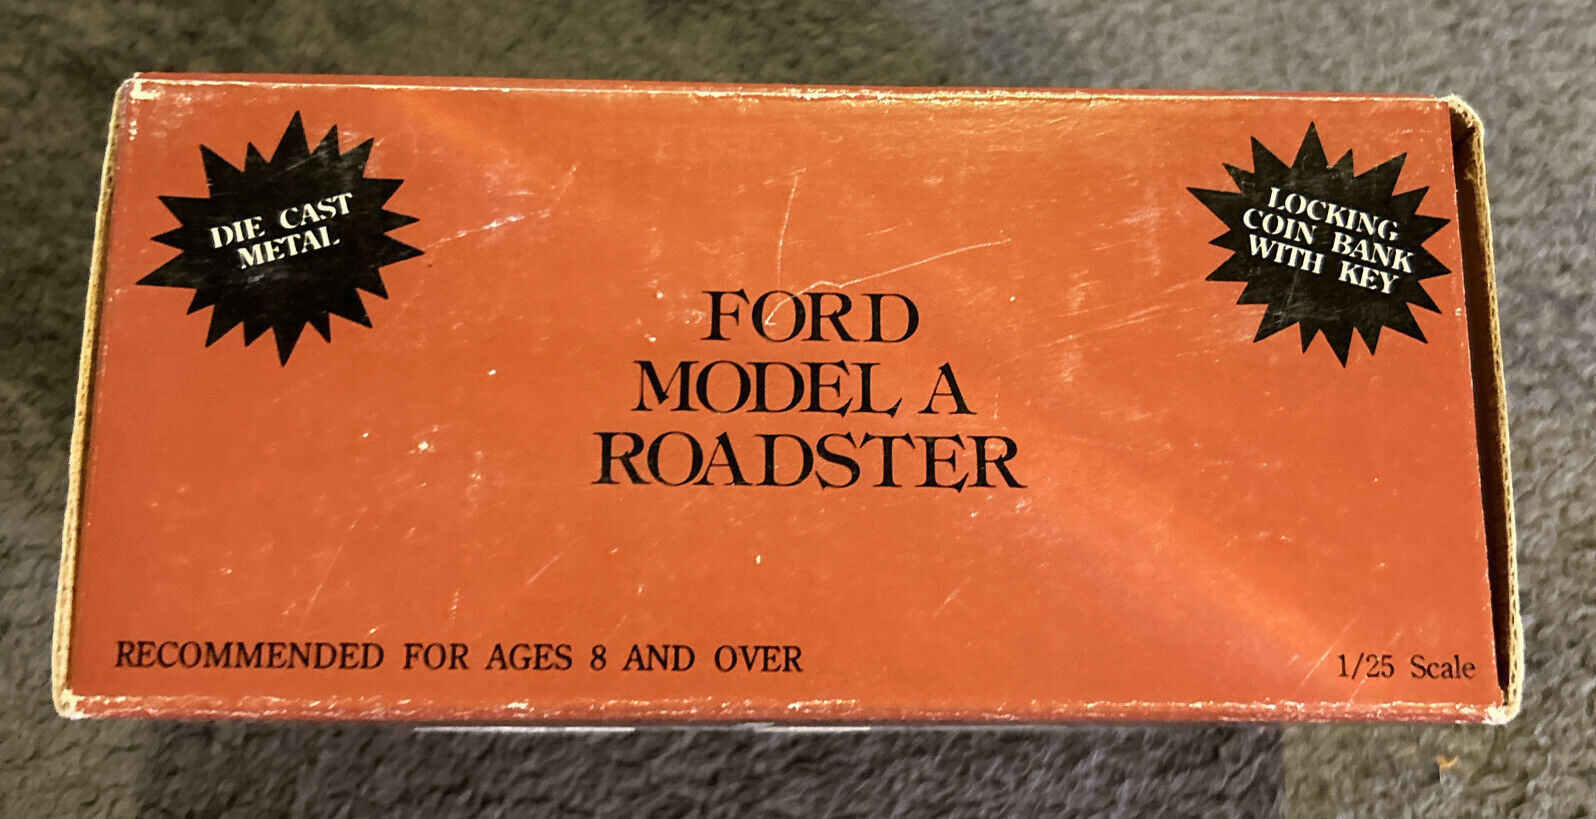 DIE CAST
METAL
LOCKING
COIN BANK
WITH KEY
FORD
MODEL A
ROADSTER
RECOMMENDED FOR AGES 8 AND OVER
1/25 Scale